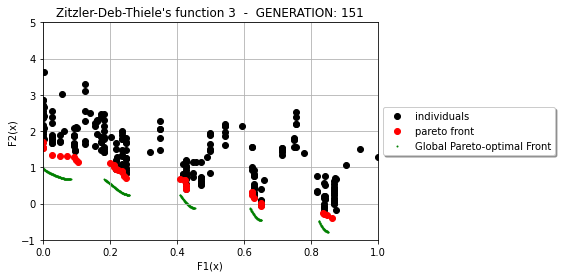 Zitzler-Deb-Thiele's function 3 - GENERATION: 151
5
4
3
2
1
0
−1
F2(x)
0.0 0.2 0.4 0.6 0.8 1.0
F1(x)
individuals
pareto front
Global Pareto-optimal Front